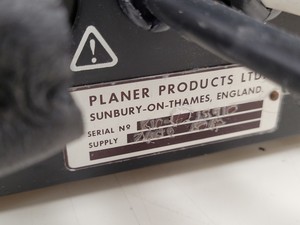 PLANER PRODUCTS LTD.
SUNBURY-ON-THAMES, ENGLAND.
SERIAL Nº
SUPPLY